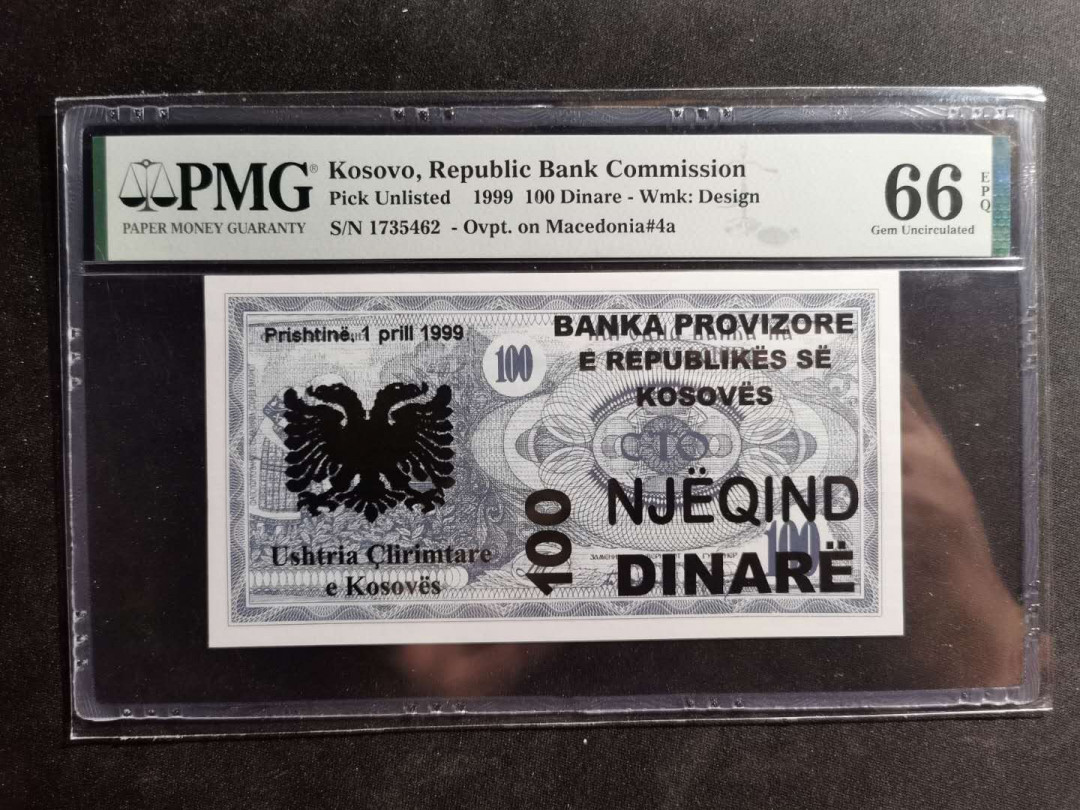 PMG®
PAPER MONEY GUARANTY
Kosovo, Republic Bank Commission
Pick Unlisted 1999 100 Dinare - Wmk: Design
S/N 1735462 - Ovpt. on Macedonia#4a
66
EPQ
Gem Uncirculated
Prishtinë, 1 prill 1999
100
BANKA PROVIZORE
E REPUBLIKËS SË
KOSOVËS
СТО
NJËQIND
100
DINARË
100
Ushtria Çlirimtare
e Kosovës